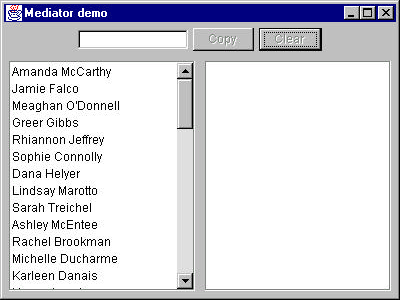 Mediator demo
Copy
Clear
Amanda McCarthy
Jamie Falco
Meaghan O'Donnell
Greer Gibbs
Rhiannon Jeffrey
Sophie Connolly
Dana Helyer
Lindsay Marotto
Sarah Treichel
Ashley McEntee
Rachel Brookman
Michelle Ducharme
Karleen Danais